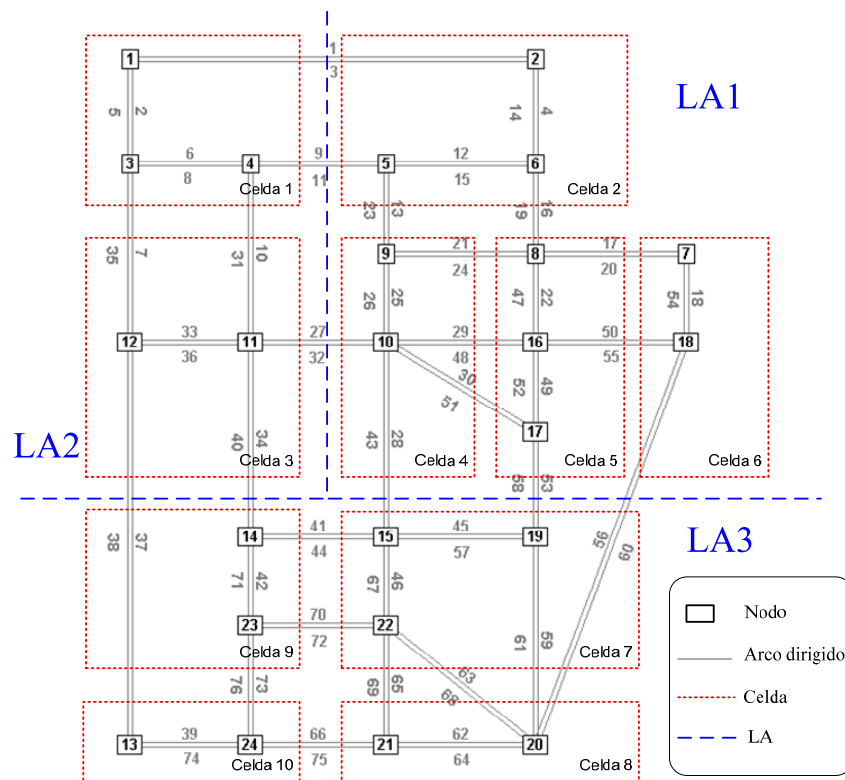 1
1 2
3
LA1
5 2
14 4
6 9 12
3 4 5 6
8 11 15
Celda 1 Celda 2
23 13
19 16
21 17
9 8 7
24 20
35 7
31 10
26 25
47 22
54 18
33 27 29 50
12 11 10 16 18
36 32 48 55
30
51
52 49
17
LA2
40 34
43 28
Celda 3 Celda 4 Celda 5 Celda 6
58 53
38 37
41 45
14 15 19
44 57
56 60
LA3
71 42
67 46
70
23 22
72
61 59
Celda 9 Celda 7
63
68
76 73
69 65
39 66 62
13 24 21 20
74 75 64
Celda 10 Celda 8
Nodo
Arco dirigido
Celda
LA